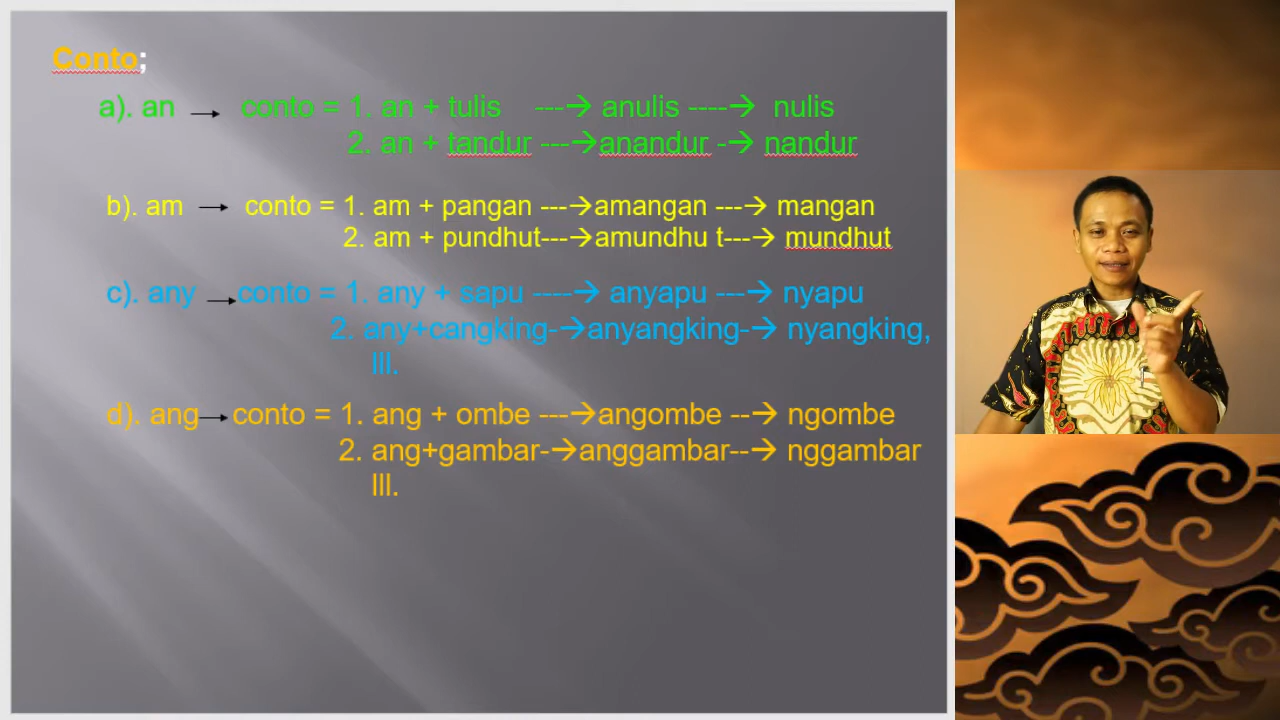 Conto;
a). an → conto = 1. an + tulis ---→ anulis ----→ nulis
2. an + tandur ---→anandur -→ nandur
b). am → conto = 1. am + pangan ---→amangan ---→ mangan
2. am + pundhut---→amundhu t---→ mundhut
c). any →conto = 1. any + sapu ----→ anyapu ---→ nyapu
2. any+cangking-→anyangking-→ nyangking,
lll.
d). ang→conto = 1. ang + ombe ---→angombe --→ ngombe
2. ang+gambar-→anggambar--→ nggambar
lll.